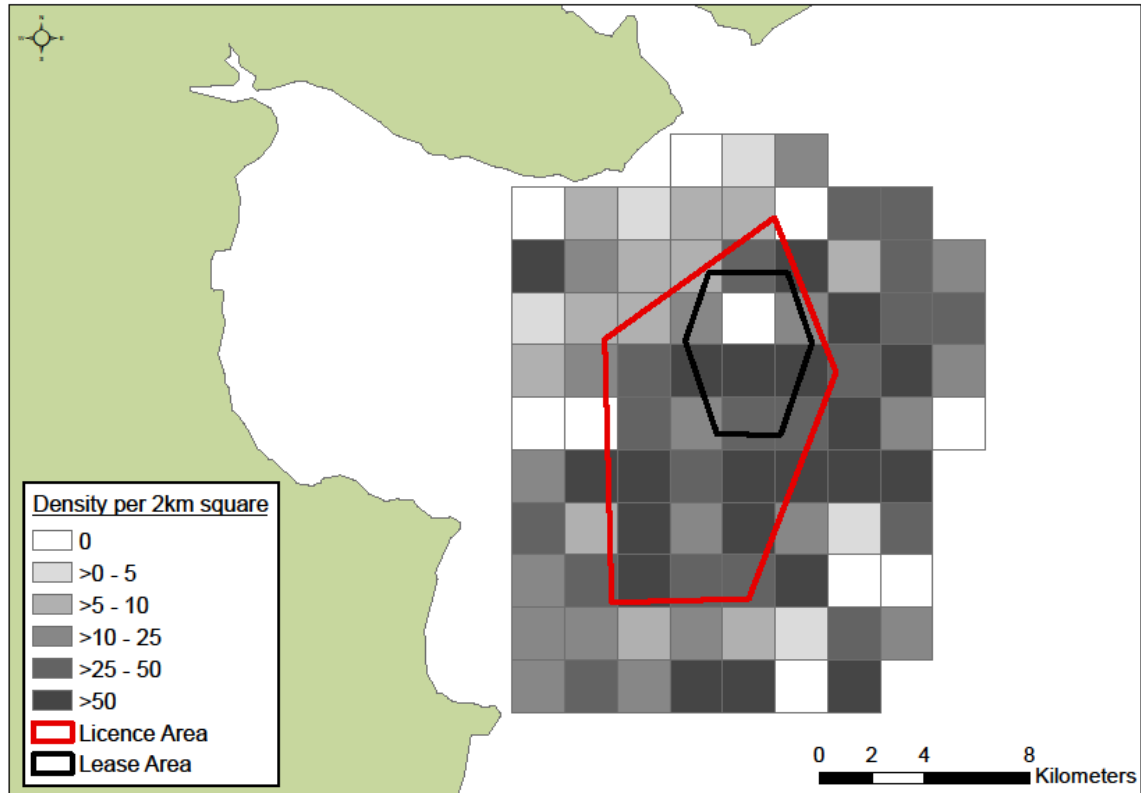 N
E
S
Density per 2km square
0
>0 - 5
>5 - 10
>10 - 25
>25 - 50
>50
Licence Area
Lease Area
0 2 4 8
Kilometers